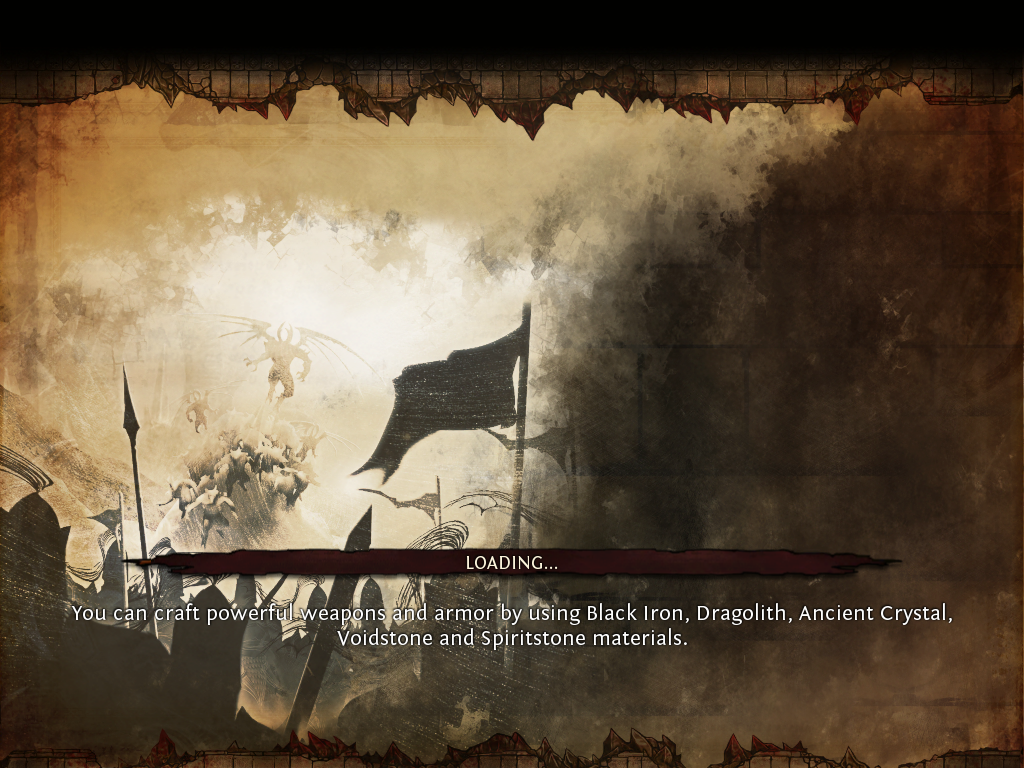 LOADING...
You can craft powerful weapons and armor by using Black Iron, Dragolith, Ancient Crystal,
Voidstone and Spiritstone materials.